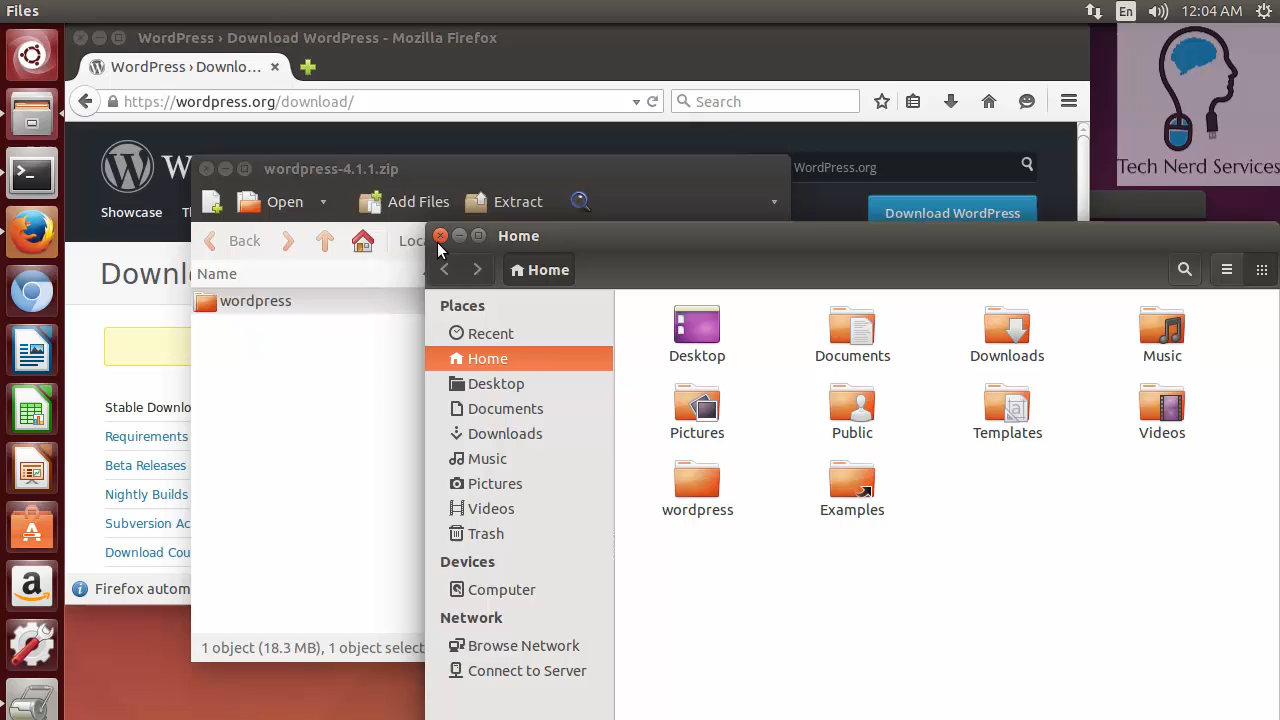 Files
En
12:04 AM
WordPress › Download WordPress - Mozilla Firefox
WordPress › Downlo...
https://wordpress.org/download/
Search
Tech Nerd Services
W
WordPress.org
Showcase
Download WordPress
wordpress-4.1.1.zip
Open
Add Files
Extract
Back
Loca
Name
wordpress
1 object (18.3 MB), 1 object select
Downlo
Stable Downlo
Requirements
Beta Releases
Nightly Builds
Subversion Ac
Download Cou
Firefox autom
Home
Home
Places
Recent
Home
Desktop
Documents
Downloads
Music
Pictures
Videos
Trash
Devices
Computer
Network
Browse Network
Connect to Server
Desktop
Documents
Downloads
Music
Pictures
Public
Templates
Videos
wordpress
Examples